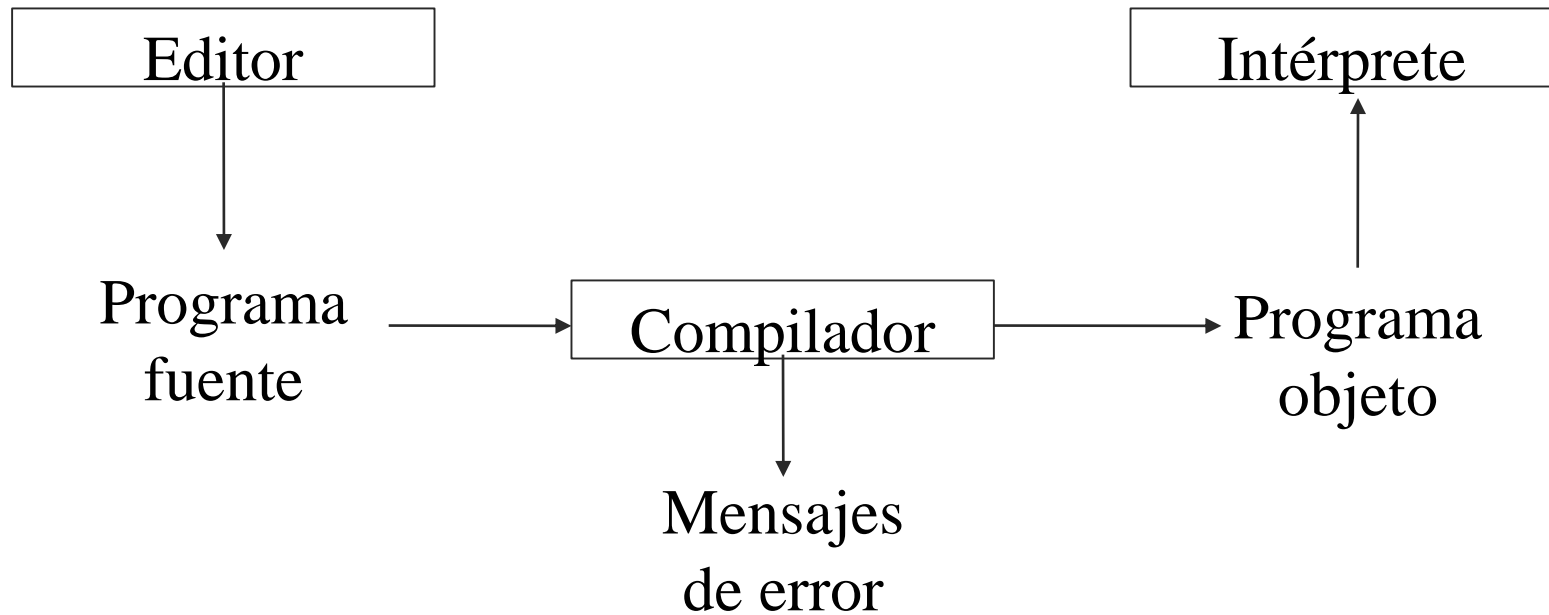 Editor
Intérprete
Programa
fuente
Compilador
Programa
objeto
Mensajes
de error